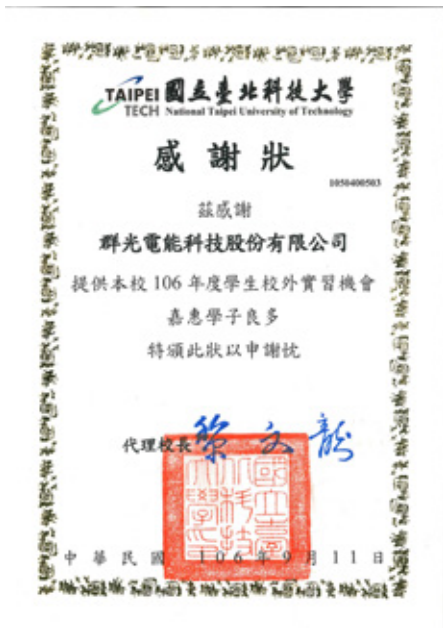 TAIPEI TECH 國立臺北科技大學
National Taipei University of Technology
感謝狀
1050400503
茲感謝
群光電能科技股份有限公司
提供本校 106 年度學生校外實習機會
嘉惠學子良多
特頒此狀以申謝忱
代理校長 黎文龍
中華民國 106 年 9 月 11 日